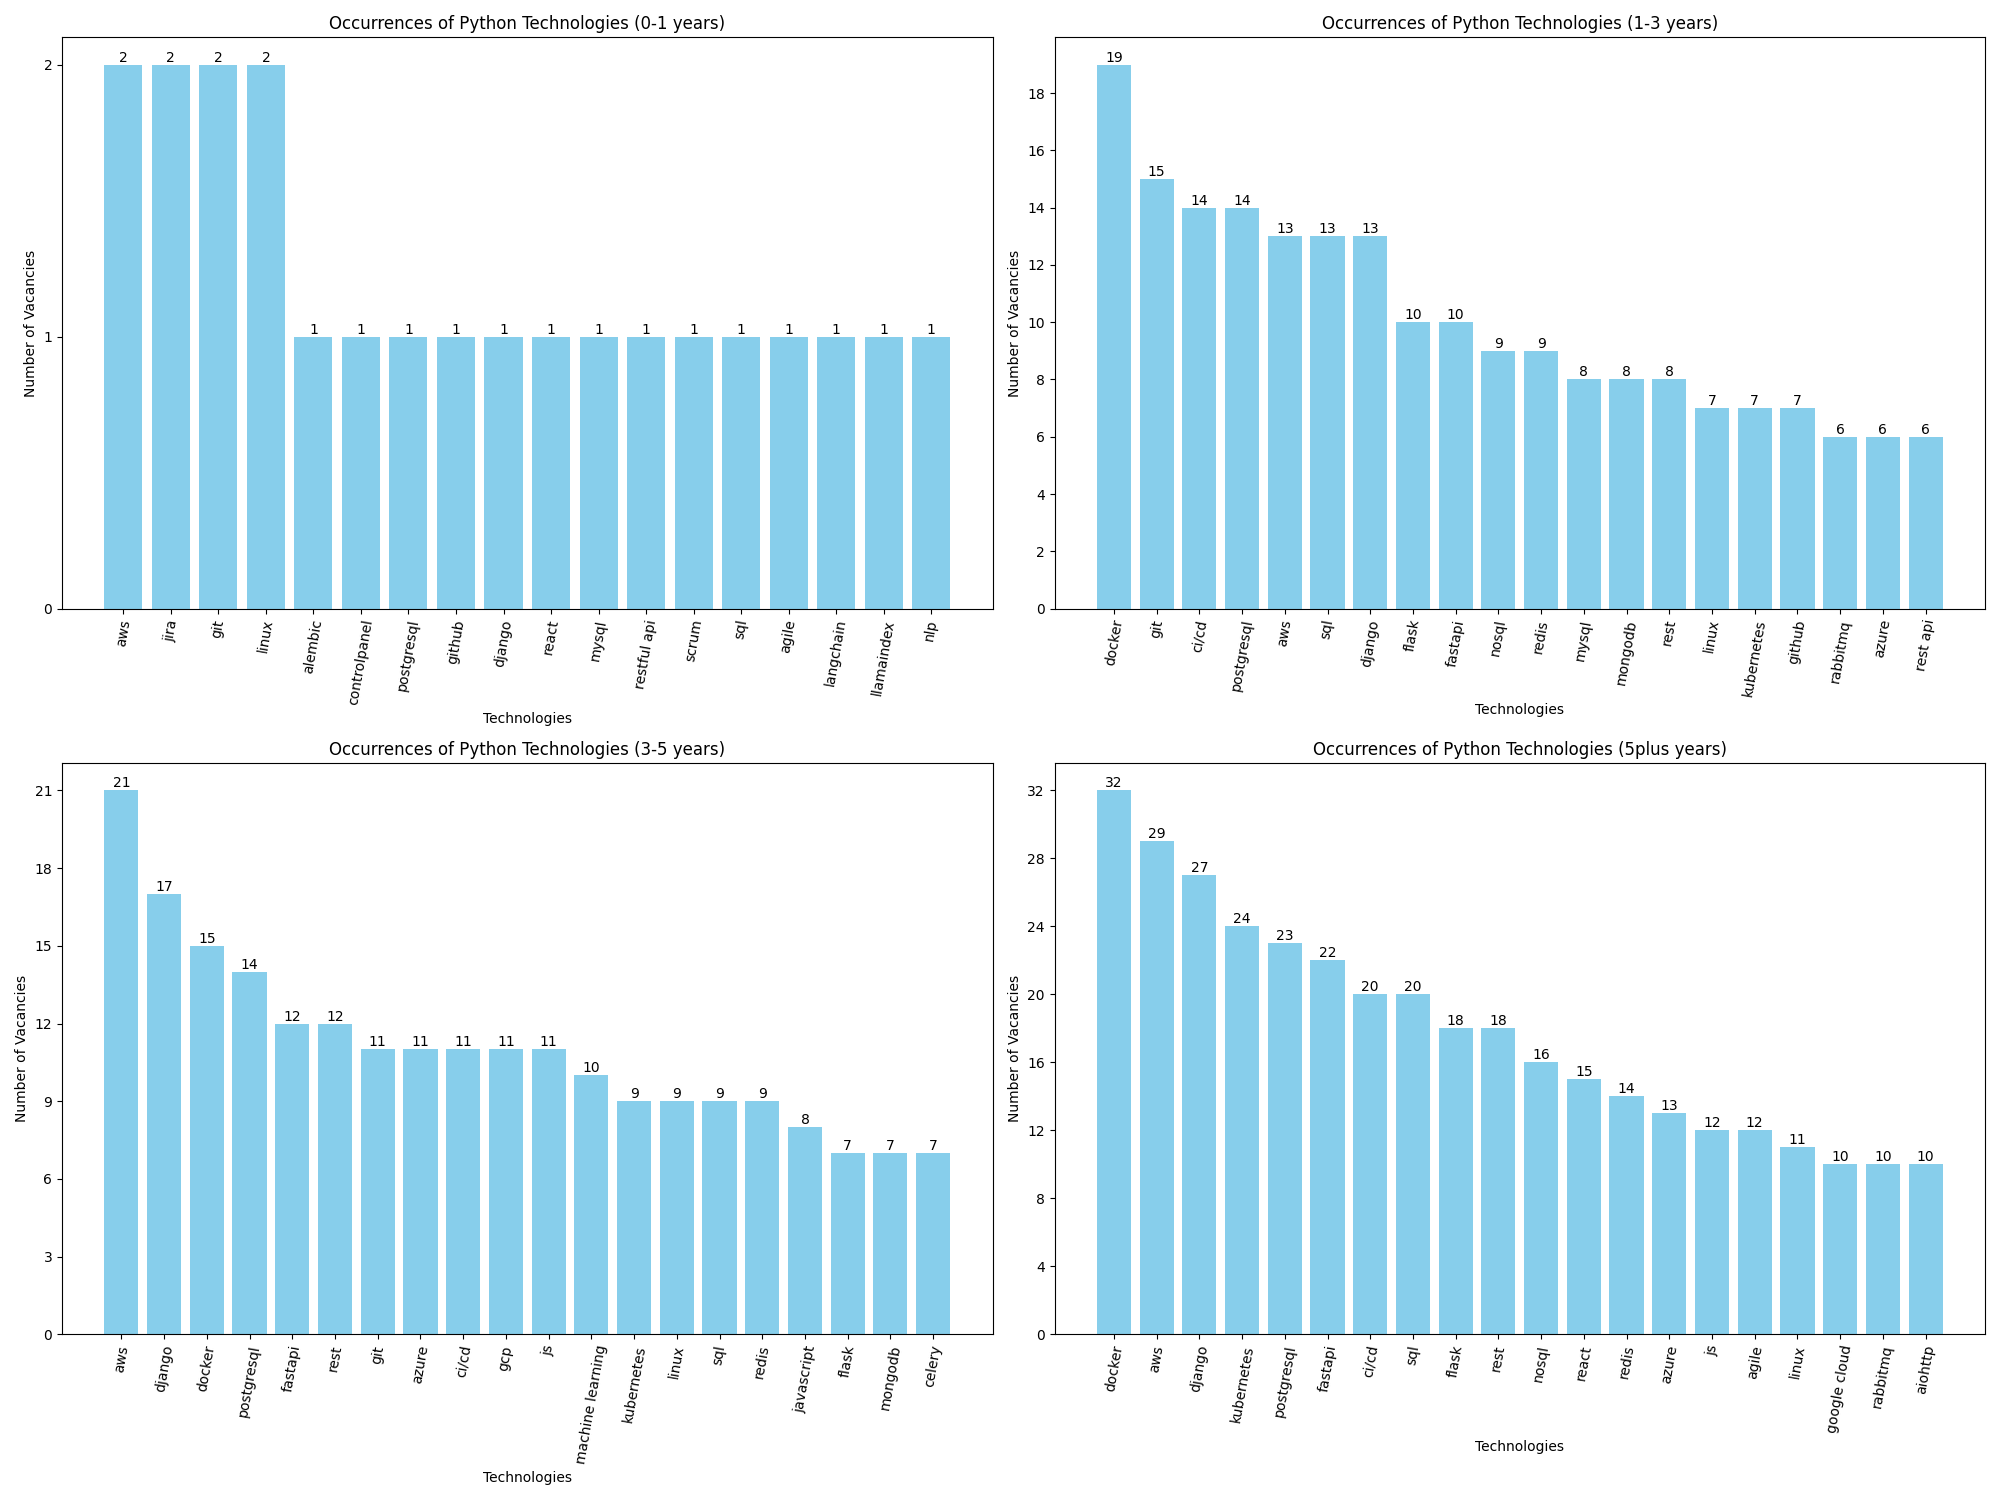 Occurrences of Python Technologies (0-1 years)
Number of Vacancies
2
1
0
2 2 2 2 1 1 1 1 1 1 1 1 1 1 1 1 1 1
aws jira git linux alembic controlpanel postgresql github django react mysql restful api scrum sql agile langchain llamaindex nlp
Technologies
Occurrences of Python Technologies (1-3 years)
Number of Vacancies
18
16
14
12
10
8
6
4
2
0
19 15 14 14 13 13 13 10 10 9 9 8 8 8 7 7 7 6 6 6
docker git ci/cd postgresql aws sql django flask fastapi nosql redis mysql mongodb rest linux kubernetes github rabbitmq azure rest api
Technologies
Occurrences of Python Technologies (3-5 years)
Number of Vacancies
21
18
15
12
9
6
3
0
21 17 15 14 12 12 11 11 11 11 11 10 9 9 9 9 8 7 7 7
aws django docker postgresql fastapi rest git azure ci/cd gcp js machine learning kubernetes linux sql redis javascript flask mongodb celery
Technologies
Occurrences of Python Technologies (5plus years)
Number of Vacancies
32
28
24
20
16
12
8
4
0
32 29 27 24 23 22 20 20 18 18 16 15 14 13 12 12 11 10 10 10
docker aws django kubernetes postgresql fastapi ci/cd sql flask rest nosql react redis azure js agile linux google cloud rabbitmq aiohttp
Technologies